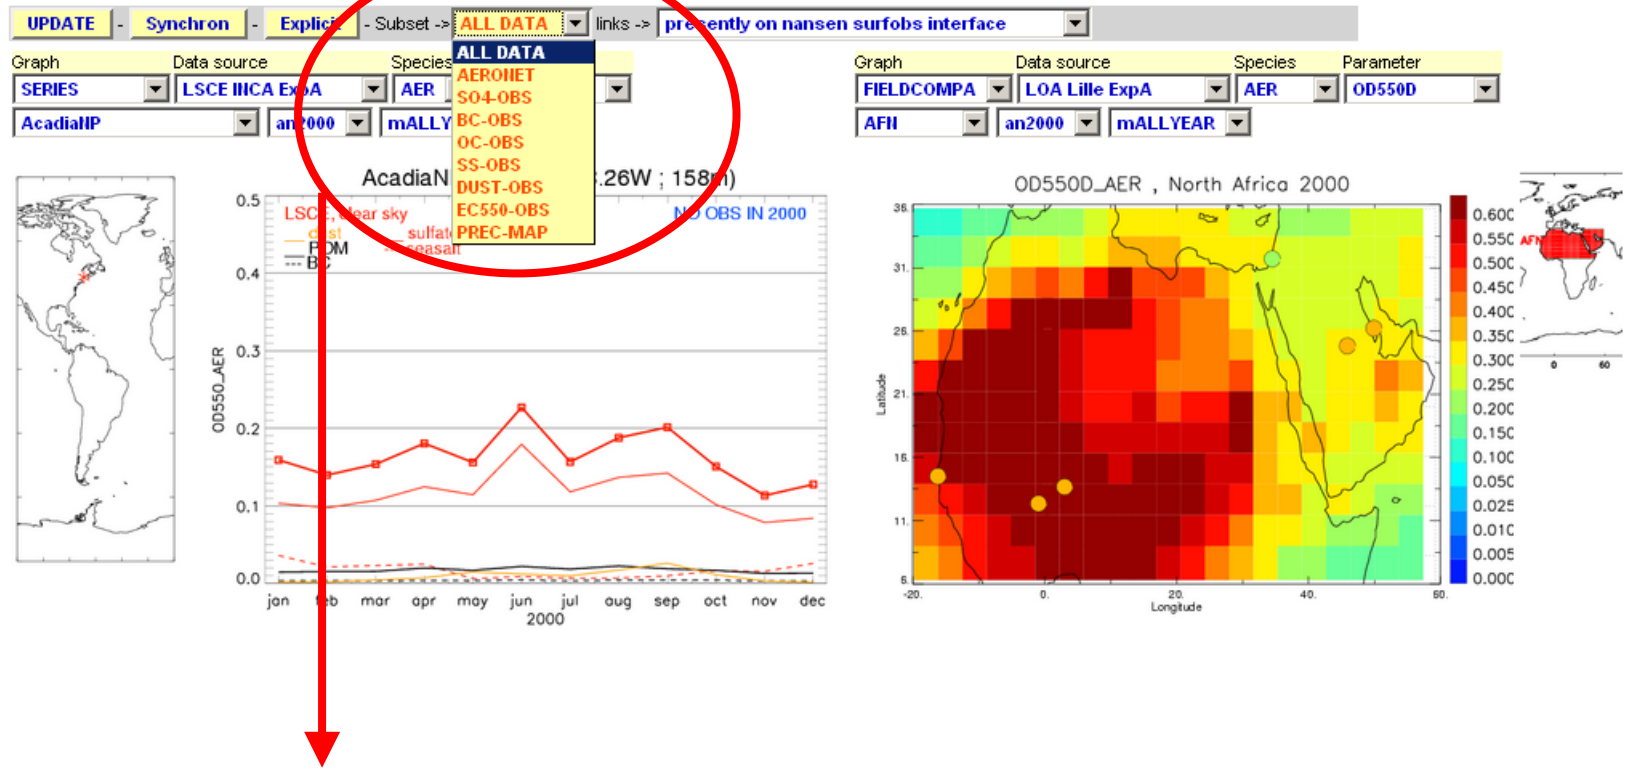 UPDATE - Synchron - Explicit - Subset -> ALL DATA links -> presently on nansen surfobs interface
ALL DATA
AERONET
SO4-OBS
BC-OBS
OC-OBS
SS-OBS
DUST-OBS
EC550-OBS
PREC-MAP
Graph Data source Species
SERIES LSCE INCA ExpA AER
AcadiaNP an2000 mALLY
Graph Data source Species Parameter
FIELDCOMPA LOA Lille ExpA AER OD550D
AFN an2000 mALLYEAR
.26W ; 158m)
LSCE, clear sky NO OBS IN 2000
dust sulfate
POM seasalt
BC
OD550_AER
0.5
0.4
0.3
0.2
0.1
0.0
jan feb mar apr may jun jul aug sep oct nov dec
2000
OD550D_AER , North Africa 2000
Latitude
36.
31.
26.
21.
16.
11.
6.
-20. 0. 20. 40. 60.
Longitude
0.600
0.550
0.500
0.450
0.400
0.350
0.300
0.250
0.200
0.150
0.100
0.050
0.025
0.010
0.005
0.000
AFN
0 60